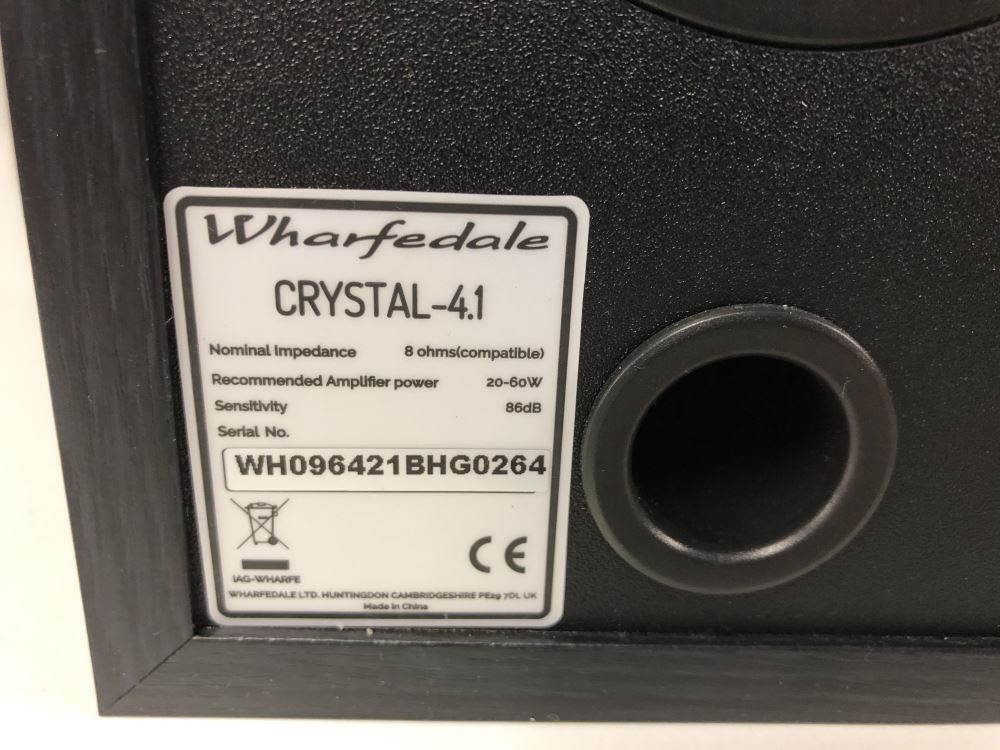 Wharfedale
CRYSTAL-4.1
Nominal Impedance 8 ohms(compatible)
Recommended Amplifier power 20-60W
Sensitivity 86dB
Serial No.
WH096421BHG0264
CE
IAG-WHARFE
WHARFEDALE LTD. HUNTINGDON CAMBRIDGESHIRE PE29 7DL UK
Made in China